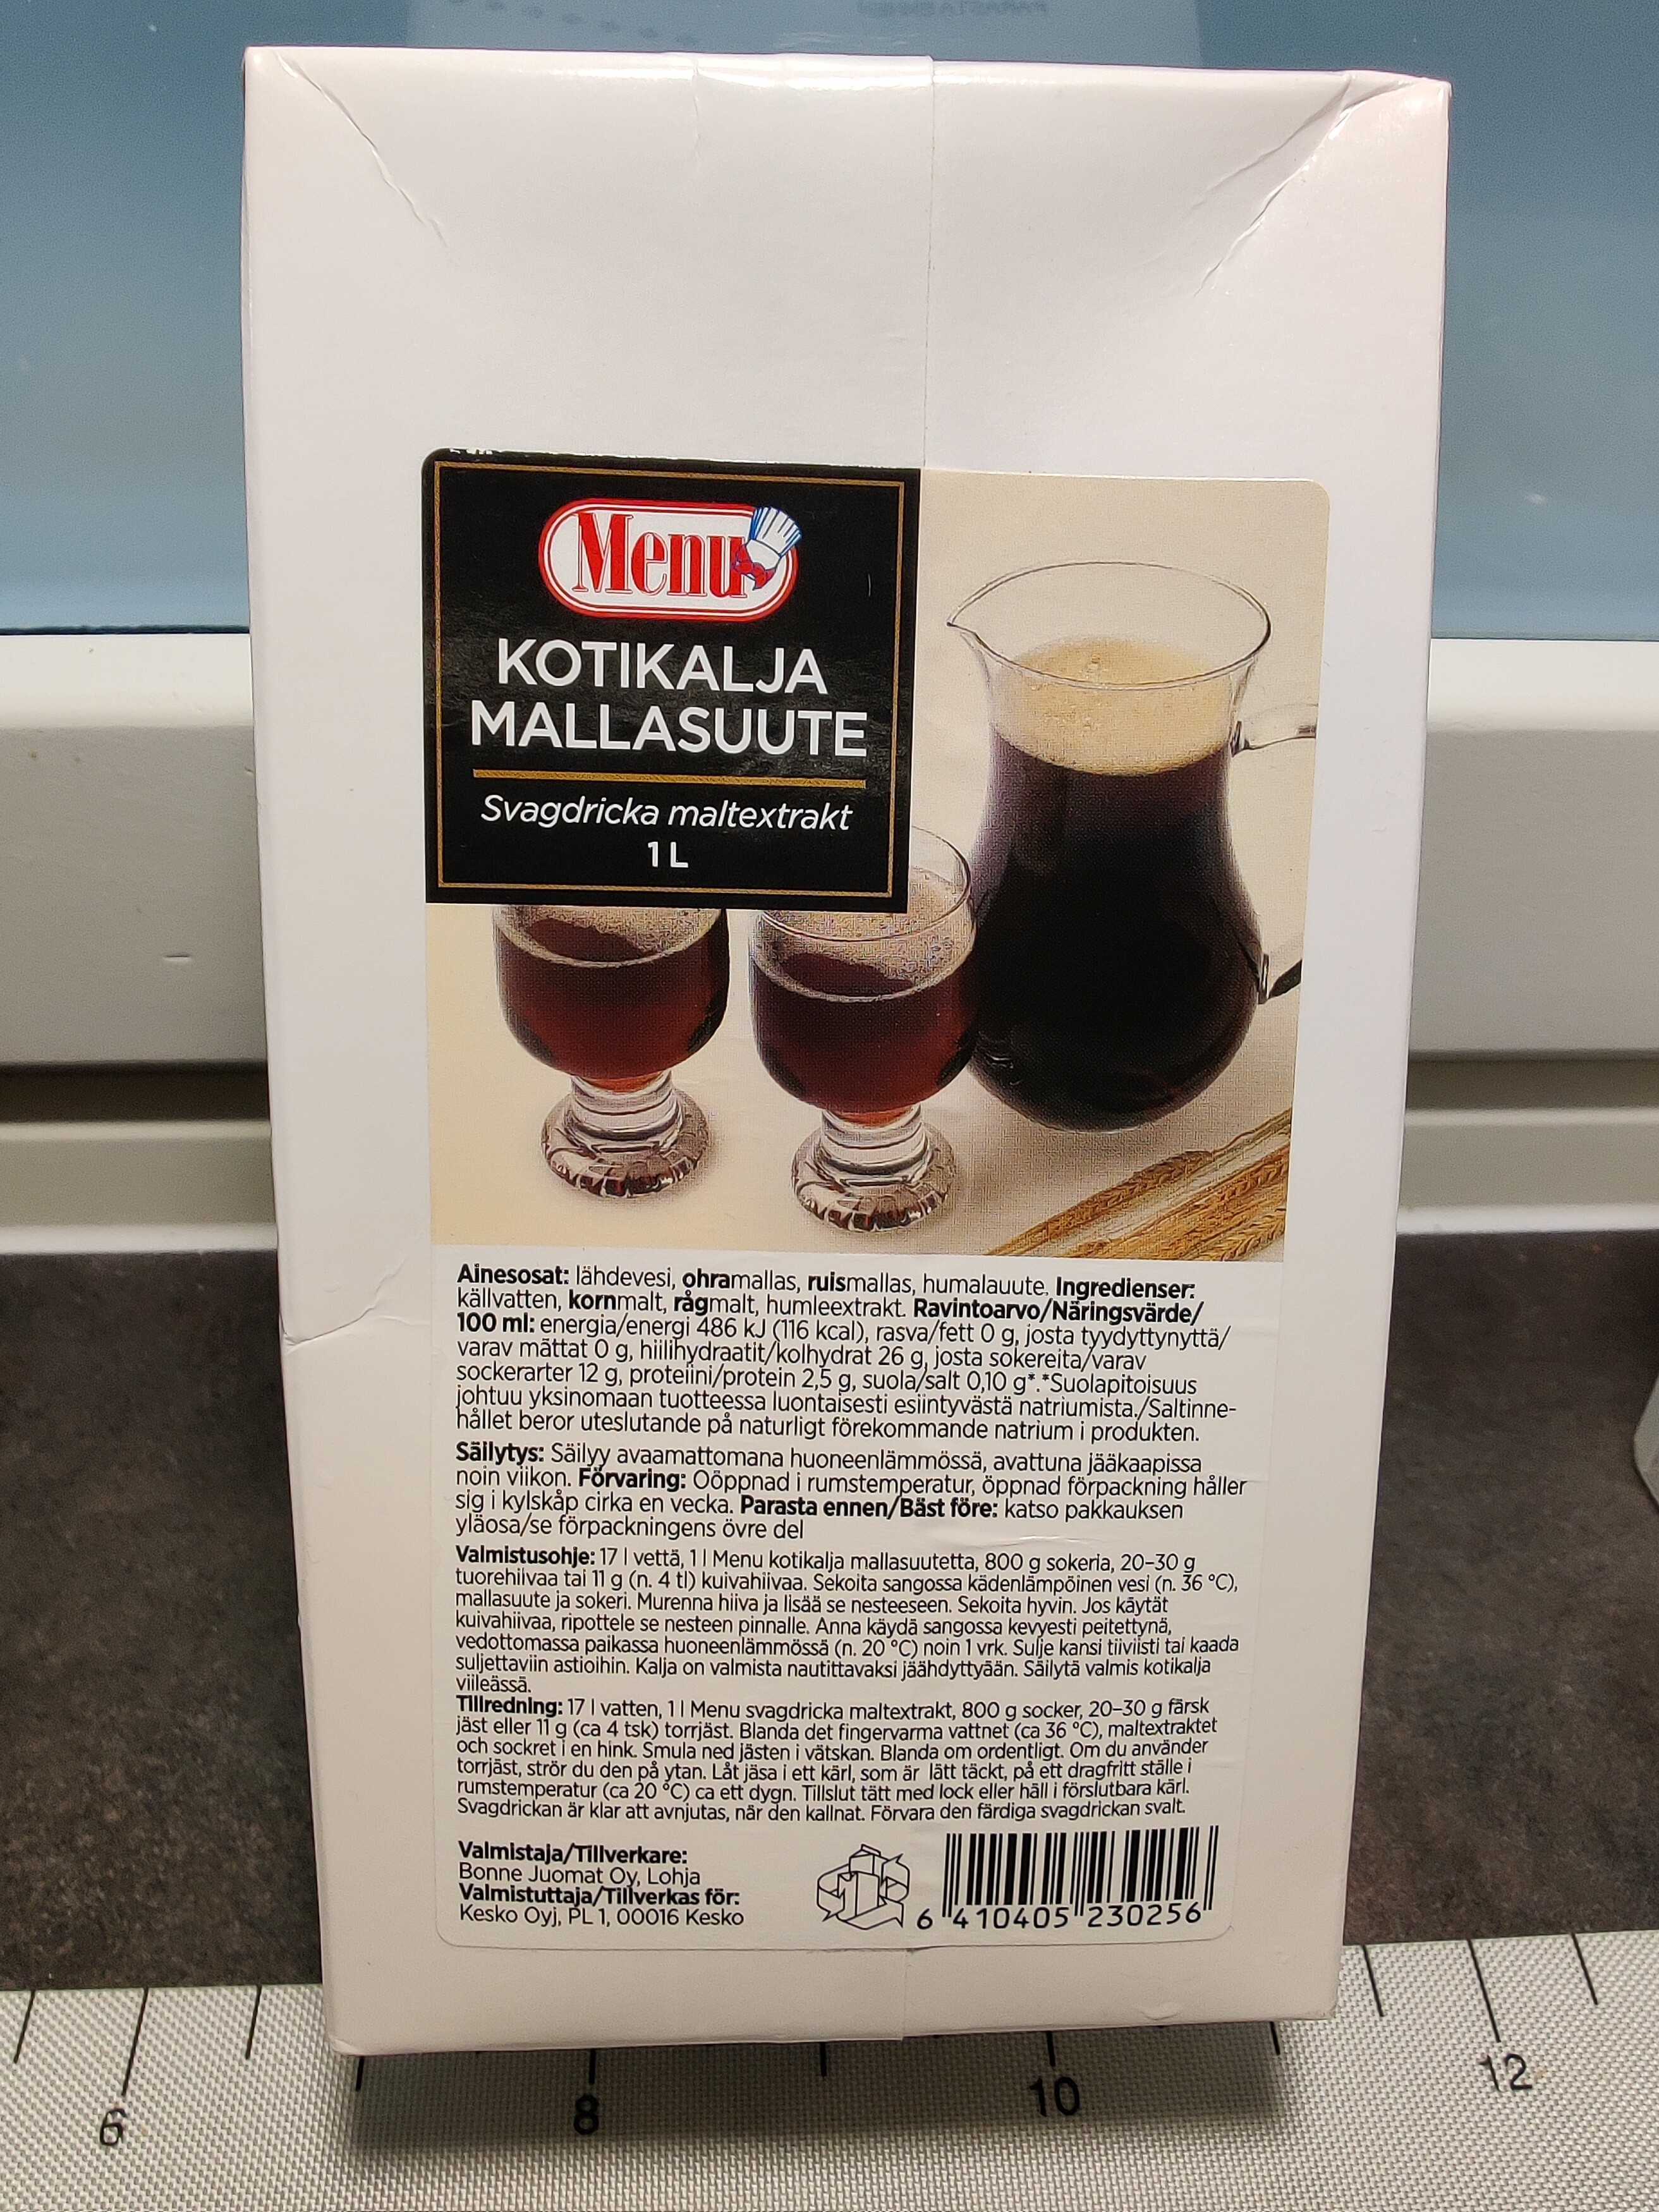 Menu
KOTIKALJA
MALLASUUTE
Svagdricka maltextrakt
1 L
Ainesosat: lähdevesi, ohramallas, ruismallas, humalauute. Ingredienser:
källvatten, kornmalt, rågmalt, humleextrakt. Ravintoarvo/Näringsvärde/
100 ml: energia/energi 486 kJ (116 kcal), rasva/fett 0 g, josta tyydyttynyttä/
varav mättat 0 g, hiilihydraatit/kolhydrat 26 g, josta sokereita/varav
sockerarter 12 g, proteiini/protein 2,5 g, suola/salt 0,10 g*.*Suolapitoisuus
johtuu yksinomaan tuotteessa luontaisesti esiintyvästä natriumista./Saltinne-
hållet beror uteslutande på naturligt förekommande natrium i produkten.
Säilytys: Säilyy avaamattomana huoneenlämmössä, avattuna jääkaapissa
noin viikon. Förvaring: Oöppnad i rumstemperatur, öppnad förpackning håller
sig i kylskåp cirka en vecka. Parasta ennen/Bäst före: katso pakkauksen
yläosa/se förpackningens övre del
Valmistusohje: 17 l vettä, 1 l Menu kotikalja mallasuutetta, 800 g sokeria, 20–30 g
tuorehiivaa tai 11 g (n. 4 tl) kuivahiivaa. Sekoita sangossa kädenlämpöinen vesi (n. 36 °C),
mallasuute ja sokeri. Murenna hiiva ja lisää se nesteeseen. Sekoita hyvin. Jos käytät
kuivahiivaa, ripottele se nesteen pinnalle. Anna käydä sangossa kevyesti peitettynä,
vedottomassa paikassa huoneenlämmössä (n. 20 °C) noin 1 vrk. Sulje kansi tiiviisti tai kaada
suljettaviin astioihin. Kalja on valmista nautittavaksi jäähdyttyään. Säilytä valmis kotikalja
viileässä.
Tillredning: 17 l vatten, 1 l Menu svagdricka maltextrakt, 800 g socker, 20–30 g färsk
jäst eller 11 g (ca 4 tsk) torrjäst. Blanda det fingervarma vattnet (ca 36 °C), maltextraktet
och sockret i en hink. Smula ned jästen i vätskan. Blanda om ordentligt. Om du använder
torrjäst, strör du den på ytan. Låt jäsa i ett kärl, som är lätt täckt, på ett dragfritt ställe i
rumstemperatur (ca 20 °C) ca ett dygn. Tillslut tätt med lock eller häll i förslutbara kärl.
Svagdrickan är klar att avnjutas, när den kallnat. Förvara den färdiga svagdrickan svalt.
Valmistaja/Tillverkare:
Bonne Juomat Oy, Lohja
Valmistuttaja/Tillverkas för:
Kesko Oyj, PL 1, 00016 Kesko
6 410405 230256
6 8 10 12